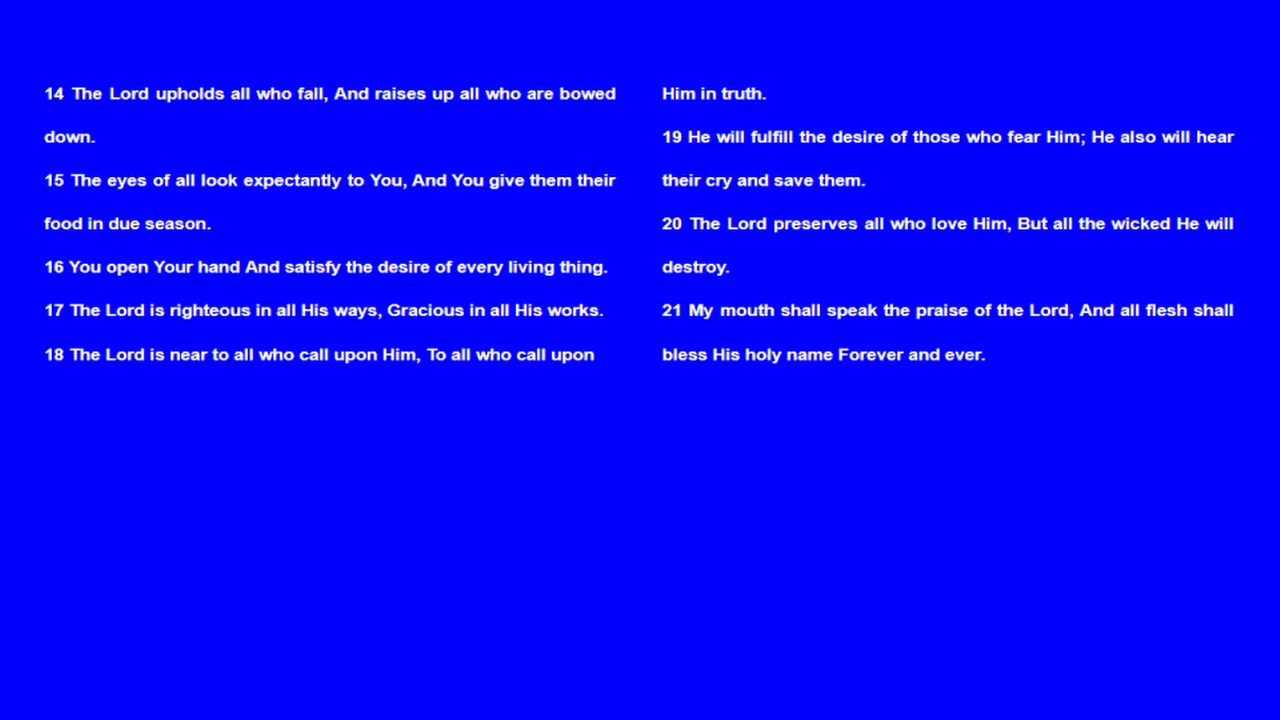 14 The Lord upholds all who fall, And raises up all who are bowed
down.
15 The eyes of all look expectantly to You, And You give them their
food in due season.
16 You open Your hand And satisfy the desire of every living thing.
17 The Lord is righteous in all His ways, Gracious in all His works.
18 The Lord is near to all who call upon Him, To all who call upon
Him in truth.
19 He will fulfill the desire of those who fear Him; He also will hear
their cry and save them.
20 The Lord preserves all who love Him, But all the wicked He will
destroy.
21 My mouth shall speak the praise of the Lord, And all flesh shall
bless His holy name Forever and ever.